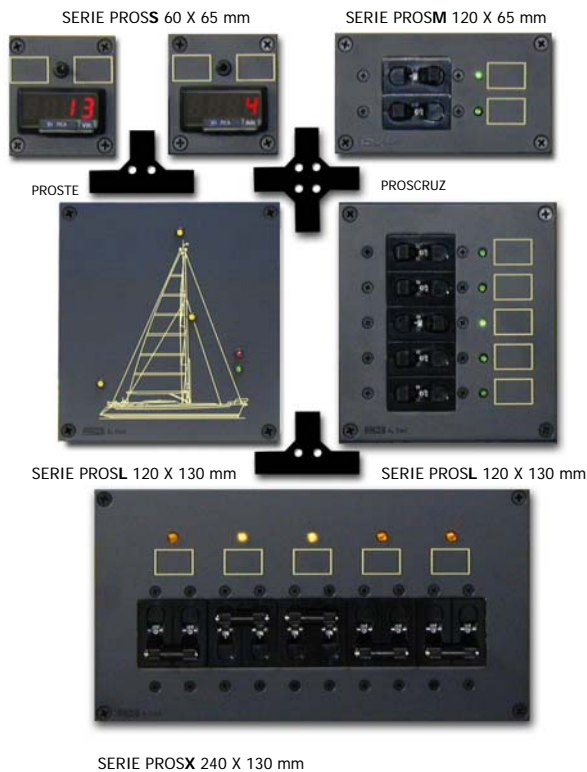 SERIE PROSS 60 X 65 mm
SERIE PROSM 120 X 65 mm
13
4
PROSTE
PROSCRUZ
SERIE PROSL 120 X 130 mm
SERIE PROSL 120 X 130 mm
SERIE PROSX 240 X 130 mm